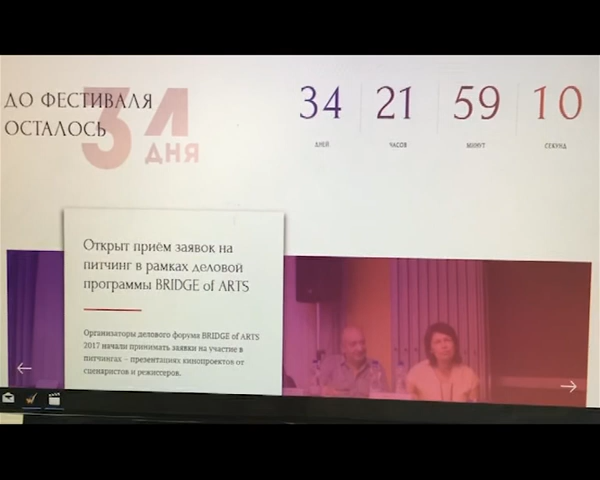 ДО ФЕСТИВАЛЯ
ОСТАЛОСЬ
34
ДНЯ
34 21 59 10
ДНЕЙ ЧАСОВ МИНУТ СЕКУНД
Открыт приём заявок на
питчинг в рамках деловой
программы BRIDGE of ARTS
Организаторы делового форума BRIDGE of ARTS
2017 начали принимать заявки на участие в
питчингах – презентациях кинопроектов от
сценаристов и режиссеров.